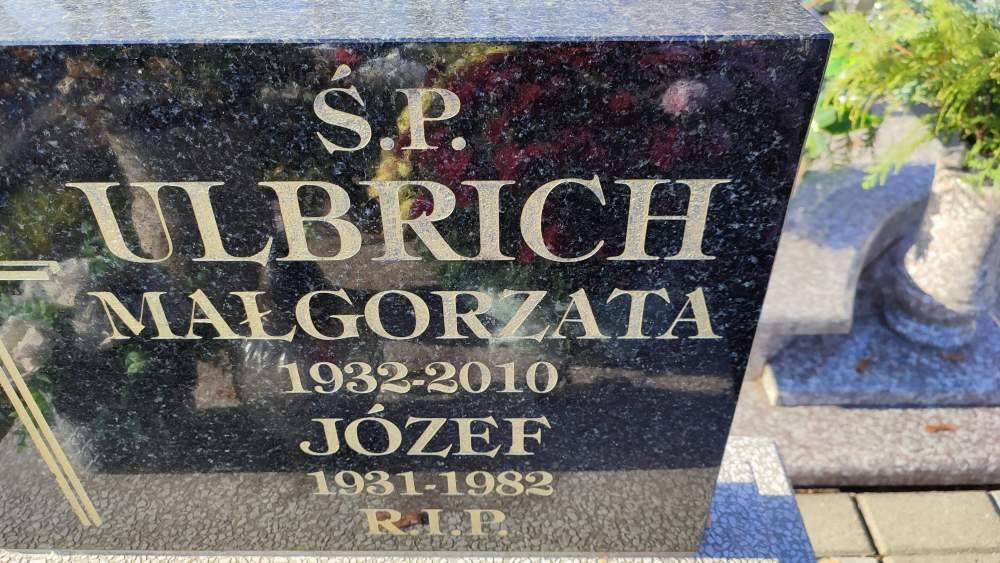 Ś.P.
ULBRICH
MAŁGORZATA
1932-2010
JÓZEF
1931-1982
R.I.P.